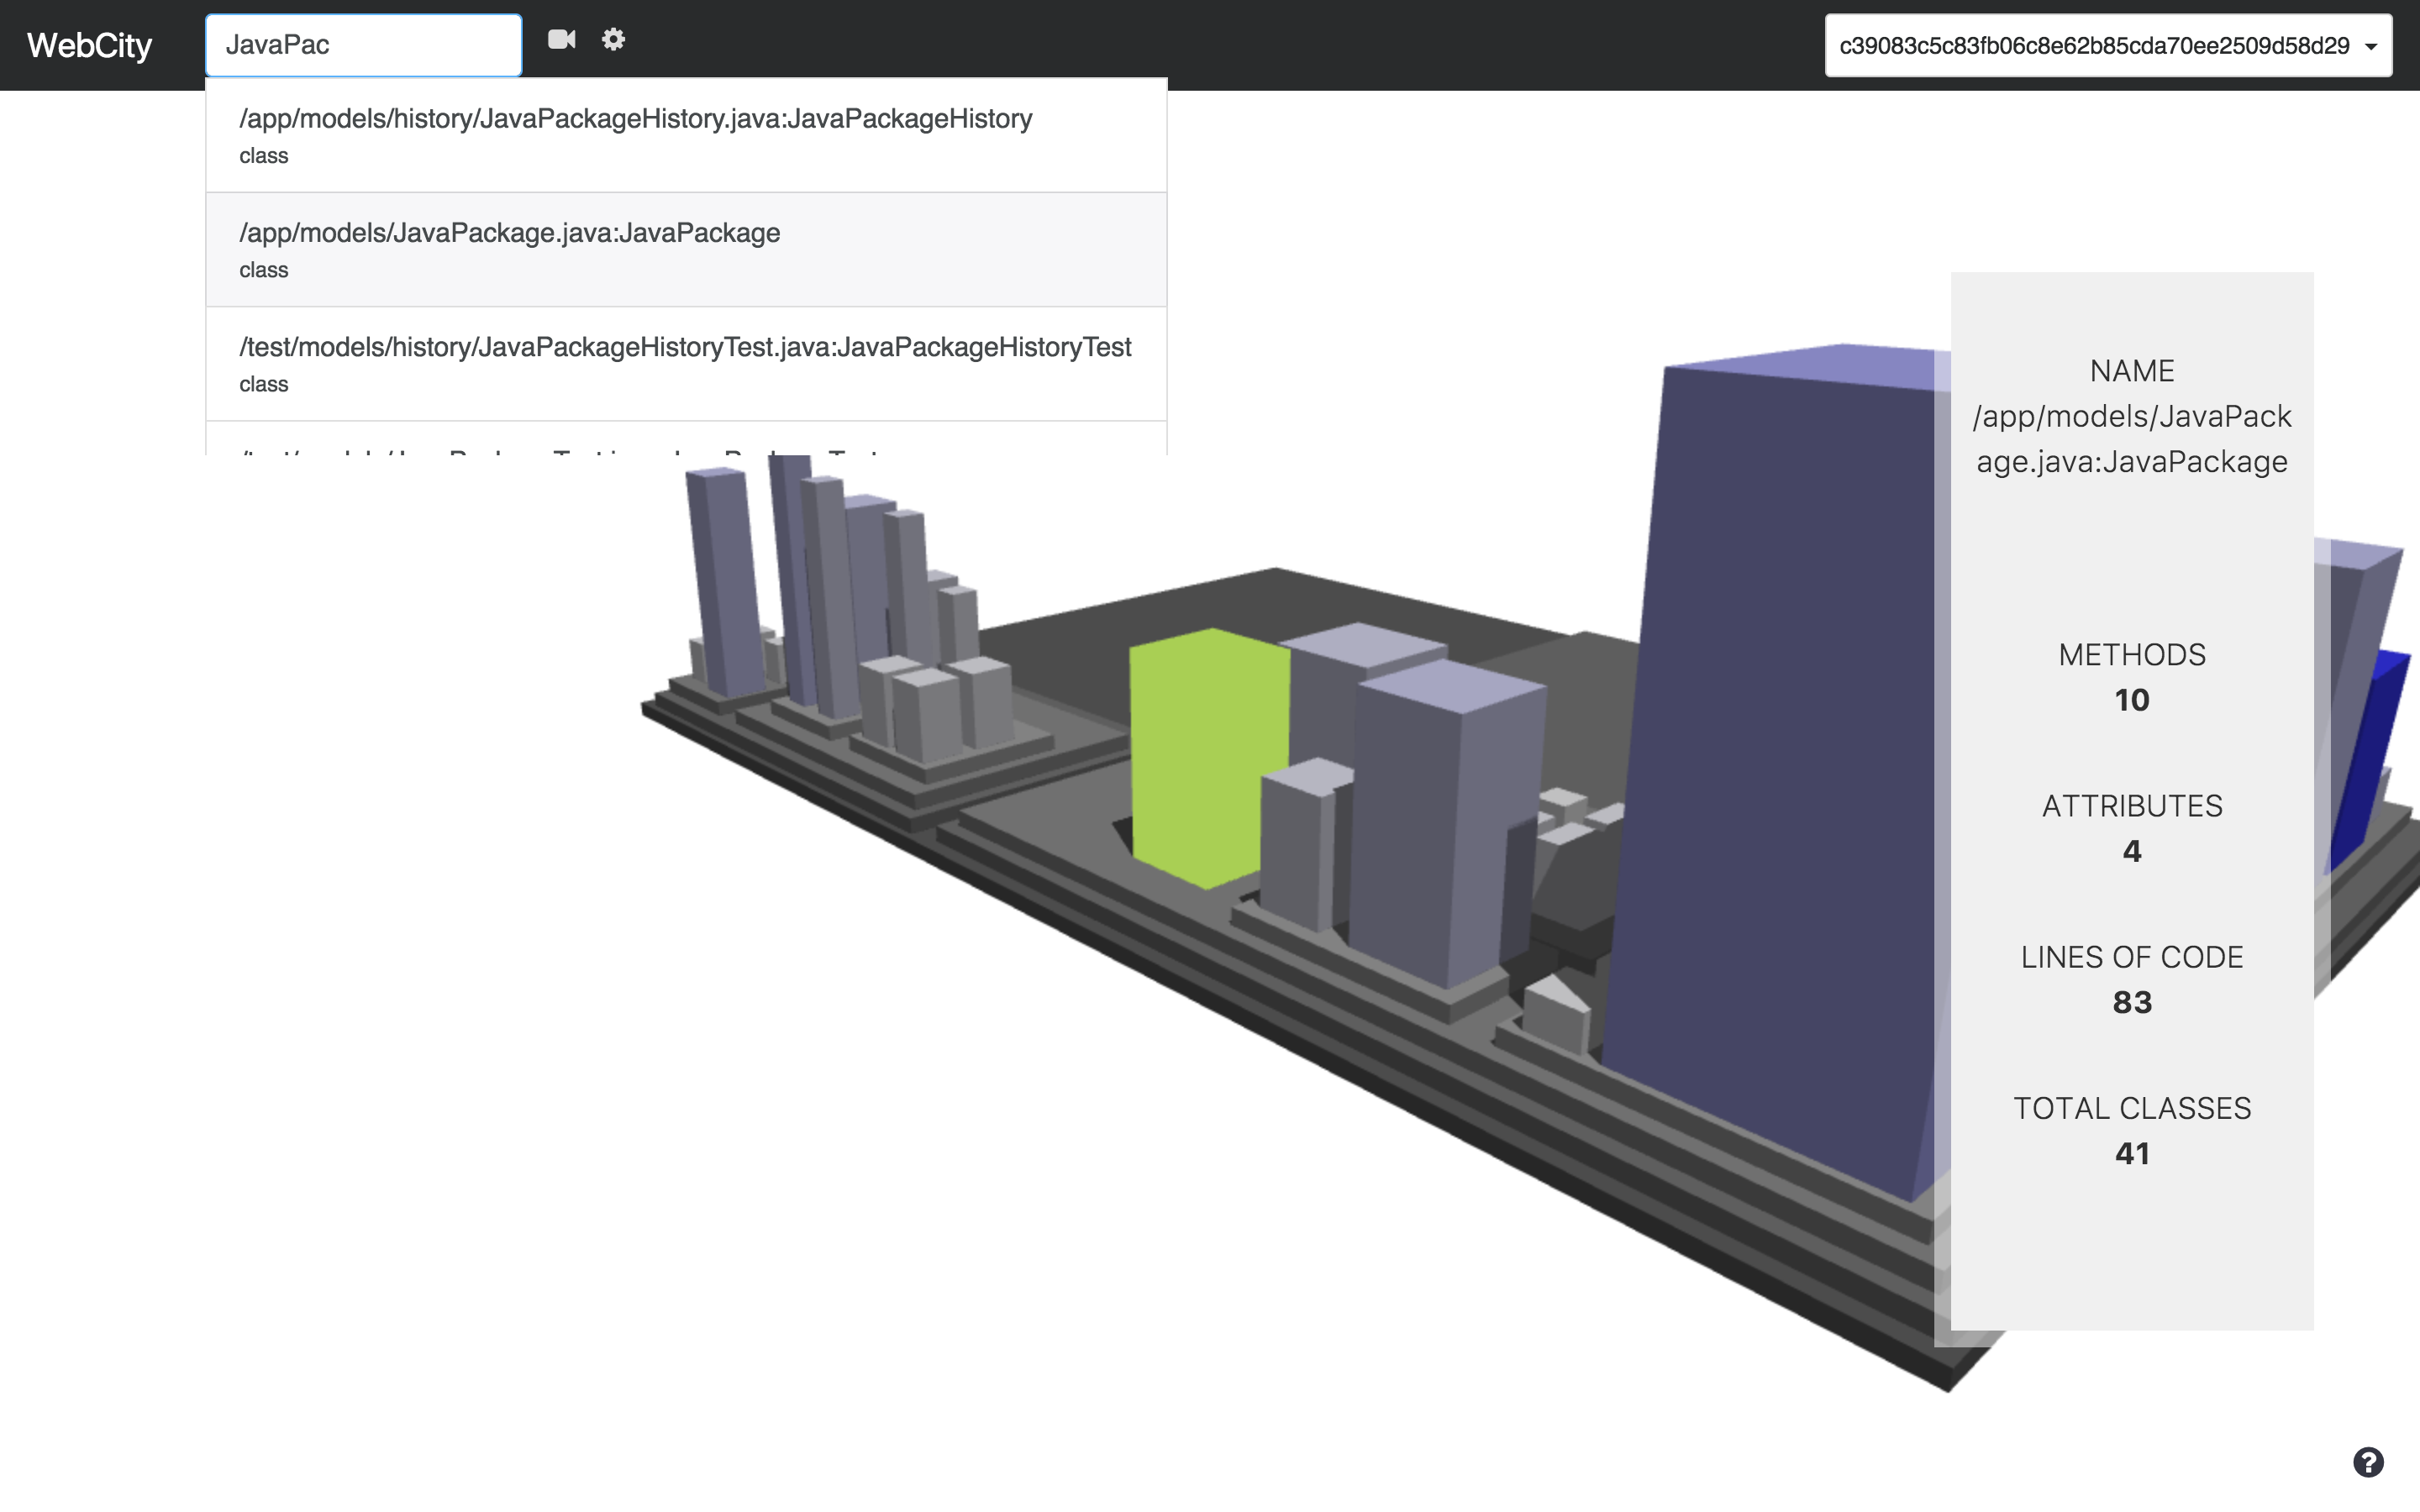 WebCity
JavaPac
c39083c5c83fb06c8e62b85cda70ee2509d58d29
/app/models/history/JavaPackageHistory.java:JavaPackageHistory
class
/app/models/JavaPackage.java:JavaPackage
class
/test/models/history/JavaPackageHistoryTest.java:JavaPackageHistoryTest
class
NAME
/app/models/JavaPack
age.java:JavaPackage
METHODS
10
ATTRIBUTES
4
LINES OF CODE
83
TOTAL CLASSES
41
?